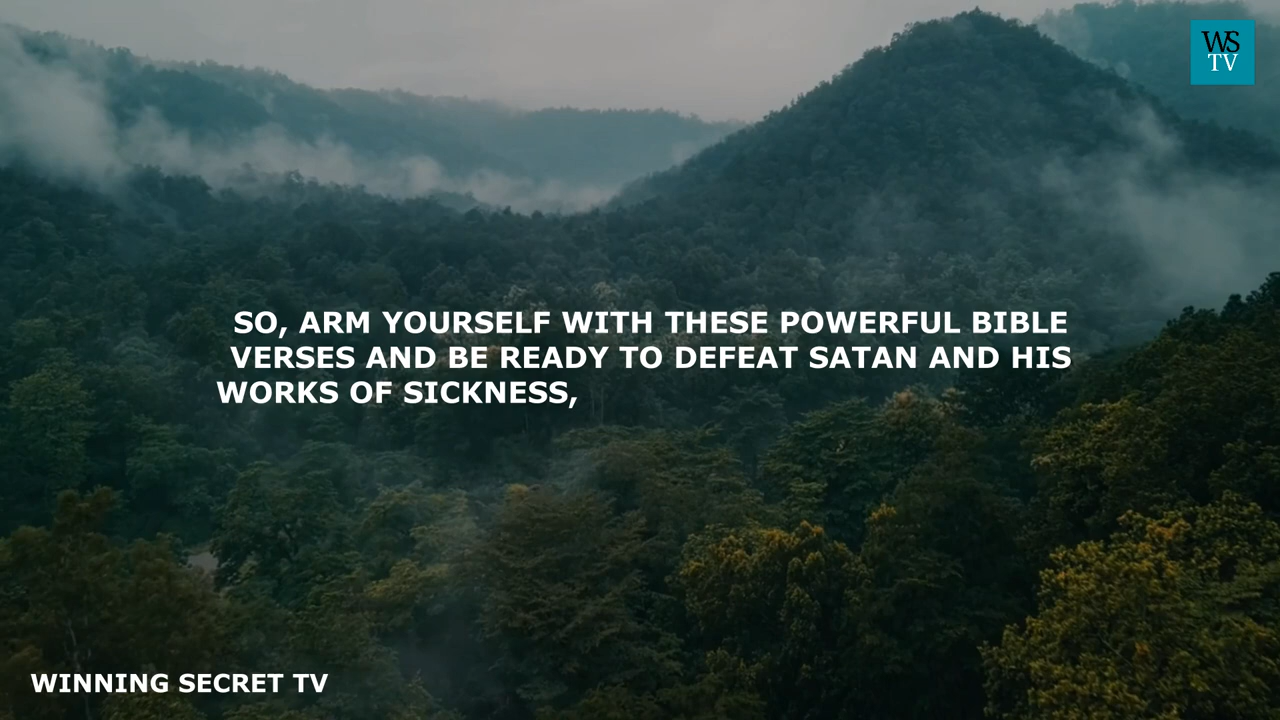 WS
TV
SO, ARM YOURSELF WITH THESE POWERFUL BIBLE
VERSES AND BE READY TO DEFEAT SATAN AND HIS
WORKS OF SICKNESS,
WINNING SECRET TV